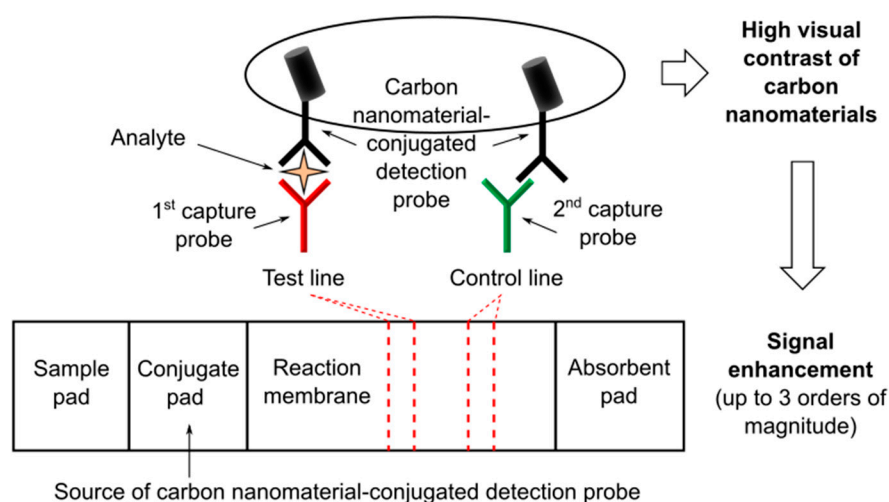 High visual
contrast of
carbon
nanomaterials
Carbon
nanomaterial-
conjugated
detection
probe
Analyte
1st capture
probe
2nd capture
probe
Test line
Control line
Sample
pad
Conjugate
pad
Reaction
membrane
Absorbent
pad
Signal
enhancement
(up to 3 orders of
magnitude)
Source of carbon nanomaterial-conjugated detection probe